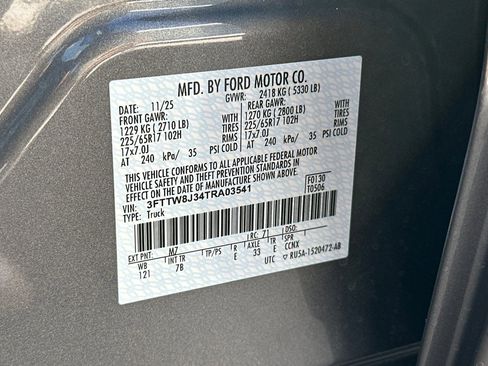 MFD. BY FORD MOTOR CO.
DATE: 11/25 GVWR: 2418 KG ( 5330 LB)
FRONT GAWR: REAR GAWR:
1229 KG ( 2710 LB) WITH 1270 KG ( 2800 LB) WITH
225/65R17 102H TIRES 225/65R17 102H TIRES
17x7.0J RIMS 17x7.0J RIMS
AT 240 kPa/ 35 PSI COLD AT 240 kPa/ 35 PSI COLD
THIS VEHICLE CONFORMS TO ALL APPLICABLE FEDERAL MOTOR
VEHICLE SAFETY AND BUMPER STANDARDS IN EFFECT ON THE DATE OF
MANUFACTURE SHOWN ABOVE.
VIN: 3FTTW8J34TRA03541 F0130
TYPE: Truck T0506
EXT PNT: M7 RC: 71 DSO:
WB INT TR TP/PS R AXLE TR SPR
121 7B E 33 E CCNX
UTC RU5A-1520472-AB